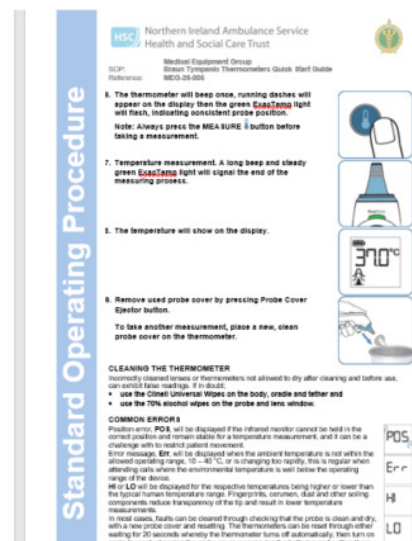 HSC
Northern Ireland Ambulance Service
Health and Social Care Trust
Medical Equipment Group
SOP: Braun Tympanic Thermometers Quick Start Guide
Reference: MEG-26-006
Standard Operating Procedure
6. The thermometer will beep once, running dashes will
appear on the display then the green ExacTemp light
will flash, indicating consistent probe position.
Note: Always press the MEASURE button before
taking a measurement.
7. Temperature measurement. A long beep and steady
green ExacTemp light will signal the end of the
measuring process.
8. The temperature will show on the display.
37.0°C
9. Remove used probe cover by pressing Probe Cover
Ejector button.
To take another measurement, place a new, clean
probe cover on the thermometer.
CLEANING THE THERMOMETER
Incorrectly cleaned lenses or thermometers not allowed to dry after cleaning and before use,
can exhibit false readings. If in doubt;
• use the Clinell Universal Wipes on the body, cradle and tether and
• use the 70% alcohol wipes on the probe and lens window.
COMMON ERRORS
Position error, POS, will be displayed if the infrared monitor cannot be held in the
correct position and remain stable for a temperature measurement, and it can be a
challenge with to restrict patient movement.
Error message, Err, will be displayed when the ambient temperature is not within the
allowed operating range, 10 – 40 °C, or is changing too rapidly, this is regular when
attending calls where the environmental temperature is well below the operating
range of the device.
HI or LO will be displayed for the respective temperatures being higher or lower than
the typical human temperature range. Fingerprints, cerumen, dust and other soiling
components reduce transparency of the tip and result in lower temperature
measurements.
In most cases, faults can be cleared through checking that the probe is clean and dry,
with a new probe cover and resetting. The thermometers can be reset through either
waiting for 20 seconds whereby the thermometer turns off automatically, then turn on
POS
Err
HI
LO